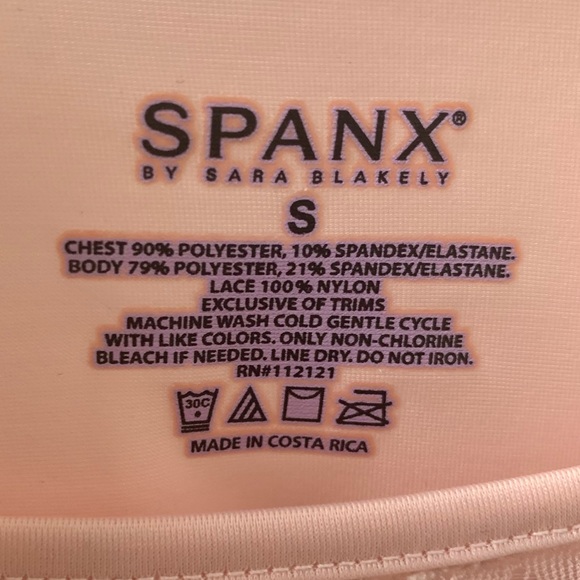 SPANX®
BY SARA BLAKELY
S
CHEST 90% POLYESTER, 10% SPANDEX/ELASTANE.
BODY 79% POLYESTER, 21% SPANDEX/ELASTANE.
LACE 100% NYLON
EXCLUSIVE OF TRIMS
MACHINE WASH COLD GENTLE CYCLE
WITH LIKE COLORS. ONLY NON-CHLORINE
BLEACH IF NEEDED. LINE DRY. DO NOT IRON.
RN#112121
30C
MADE IN COSTA RICA